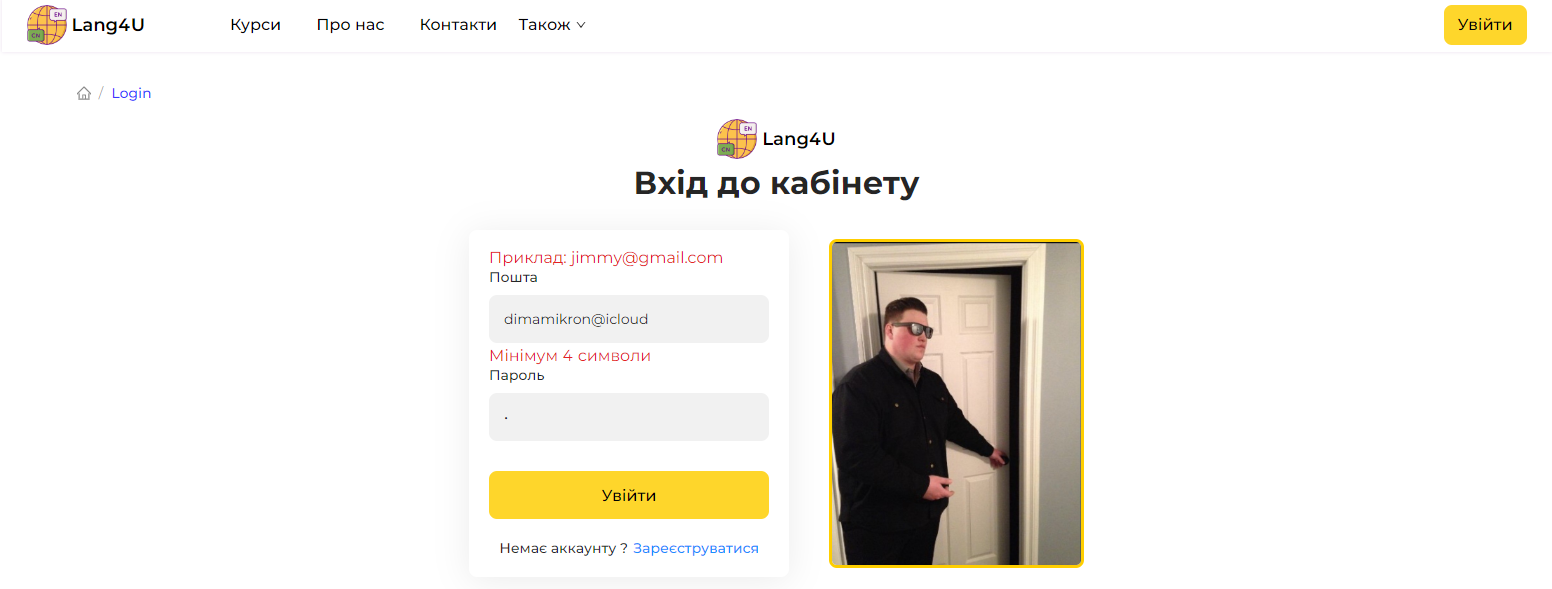 EN
CN
Lang4U
Курси Про нас Контакти Також Увійти
/ Login
EN
CN
Lang4U
Вхід до кабінету
Приклад: jimmy@gmail.com
Пошта
dimamikron@icloud
Мінімум 4 символи
Пароль
Увійти
Немає аккаунту ? Зареєструватися